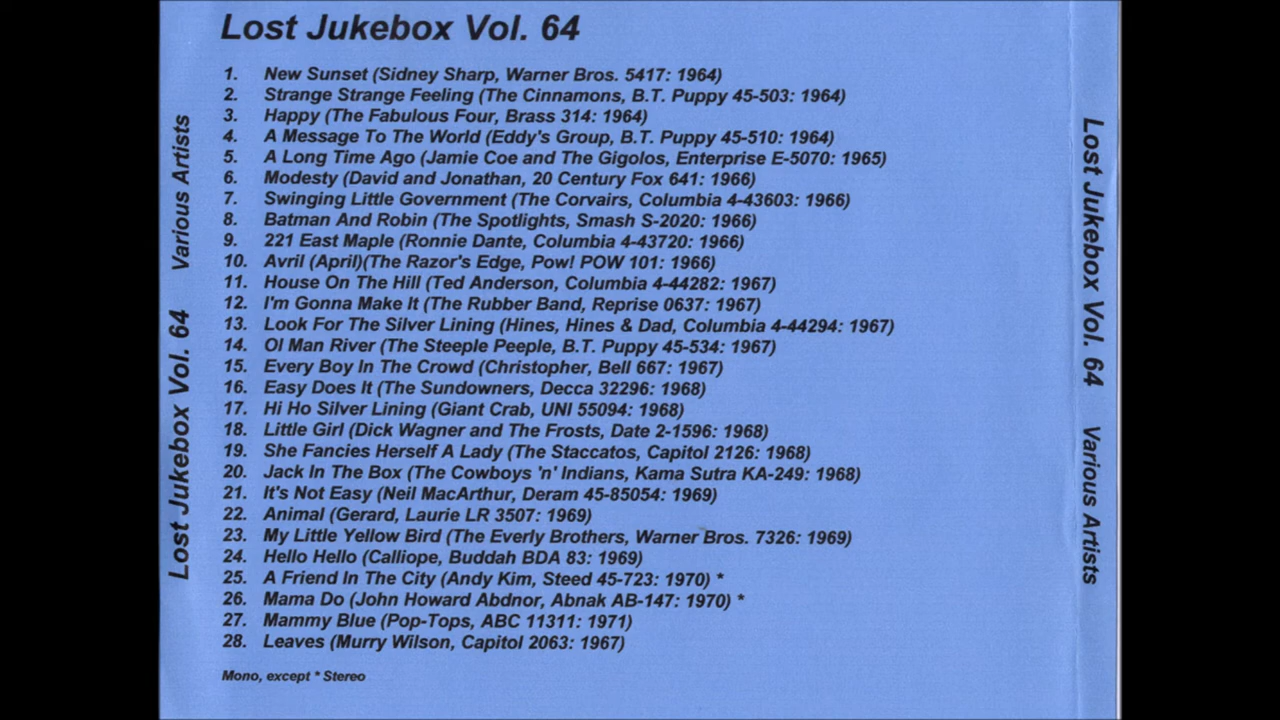 Lost Jukebox Vol. 64
1. New Sunset (Sidney Sharp, Warner Bros. 5417: 1964)
2. Strange Strange Feeling (The Cinnamons, B.T. Puppy 45-503: 1964)
3. Happy (The Fabulous Four, Brass 314: 1964)
4. A Message To The World (Eddy's Group, B.T. Puppy 45-510: 1964)
5. A Long Time Ago (Jamie Coe and The Gigolos, Enterprise E-5070: 1965)
6. Modesty (David and Jonathan, 20 Century Fox 641: 1966)
7. Swinging Little Government (The Corvairs, Columbia 4-43603: 1966)
8. Batman And Robin (The Spotlights, Smash S-2020: 1966)
9. 221 East Maple (Ronnie Dante, Columbia 4-43720: 1966)
10. Avril (April)(The Razor's Edge, Pow! POW 101: 1966)
11. House On The Hill (Ted Anderson, Columbia 4-44282: 1967)
12. I'm Gonna Make It (The Rubber Band, Reprise 0637: 1967)
13. Look For The Silver Lining (Hines, Hines & Dad, Columbia 4-44294: 1967)
14. Ol Man River (The Steeple Peeple, B.T. Puppy 45-534: 1967)
15. Every Boy In The Crowd (Christopher, Bell 667: 1967)
16. Easy Does It (The Sundowners, Decca 32296: 1968)
17. Hi Ho Silver Lining (Giant Crab, UNI 55094: 1968)
18. Little Girl (Dick Wagner and The Frosts, Date 2-1596: 1968)
19. She Fancies Herself A Lady (The Staccatos, Capitol 2126: 1968)
20. Jack In The Box (The Cowboys 'n' Indians, Kama Sutra KA-249: 1968)
21. It's Not Easy (Neil MacArthur, Deram 45-85054: 1969)
22. Animal (Gerard, Laurie LR 3507: 1969)
23. My Little Yellow Bird (The Everly Brothers, Warner Bros. 7326: 1969)
24. Hello Hello (Calliope, Buddah BDA 83: 1969)
25. A Friend In The City (Andy Kim, Steed 45-723: 1970) *
26. Mama Do (John Howard Abdnor, Abnak AB-147: 1970) *
27. Mammy Blue (Pop-Tops, ABC 11311: 1971)
28. Leaves (Murry Wilson, Capitol 2063: 1967)
Mono, except * Stereo
Lost Jukebox Vol. 64 Various Artists
Lost Jukebox Vol. 64 Various Artists